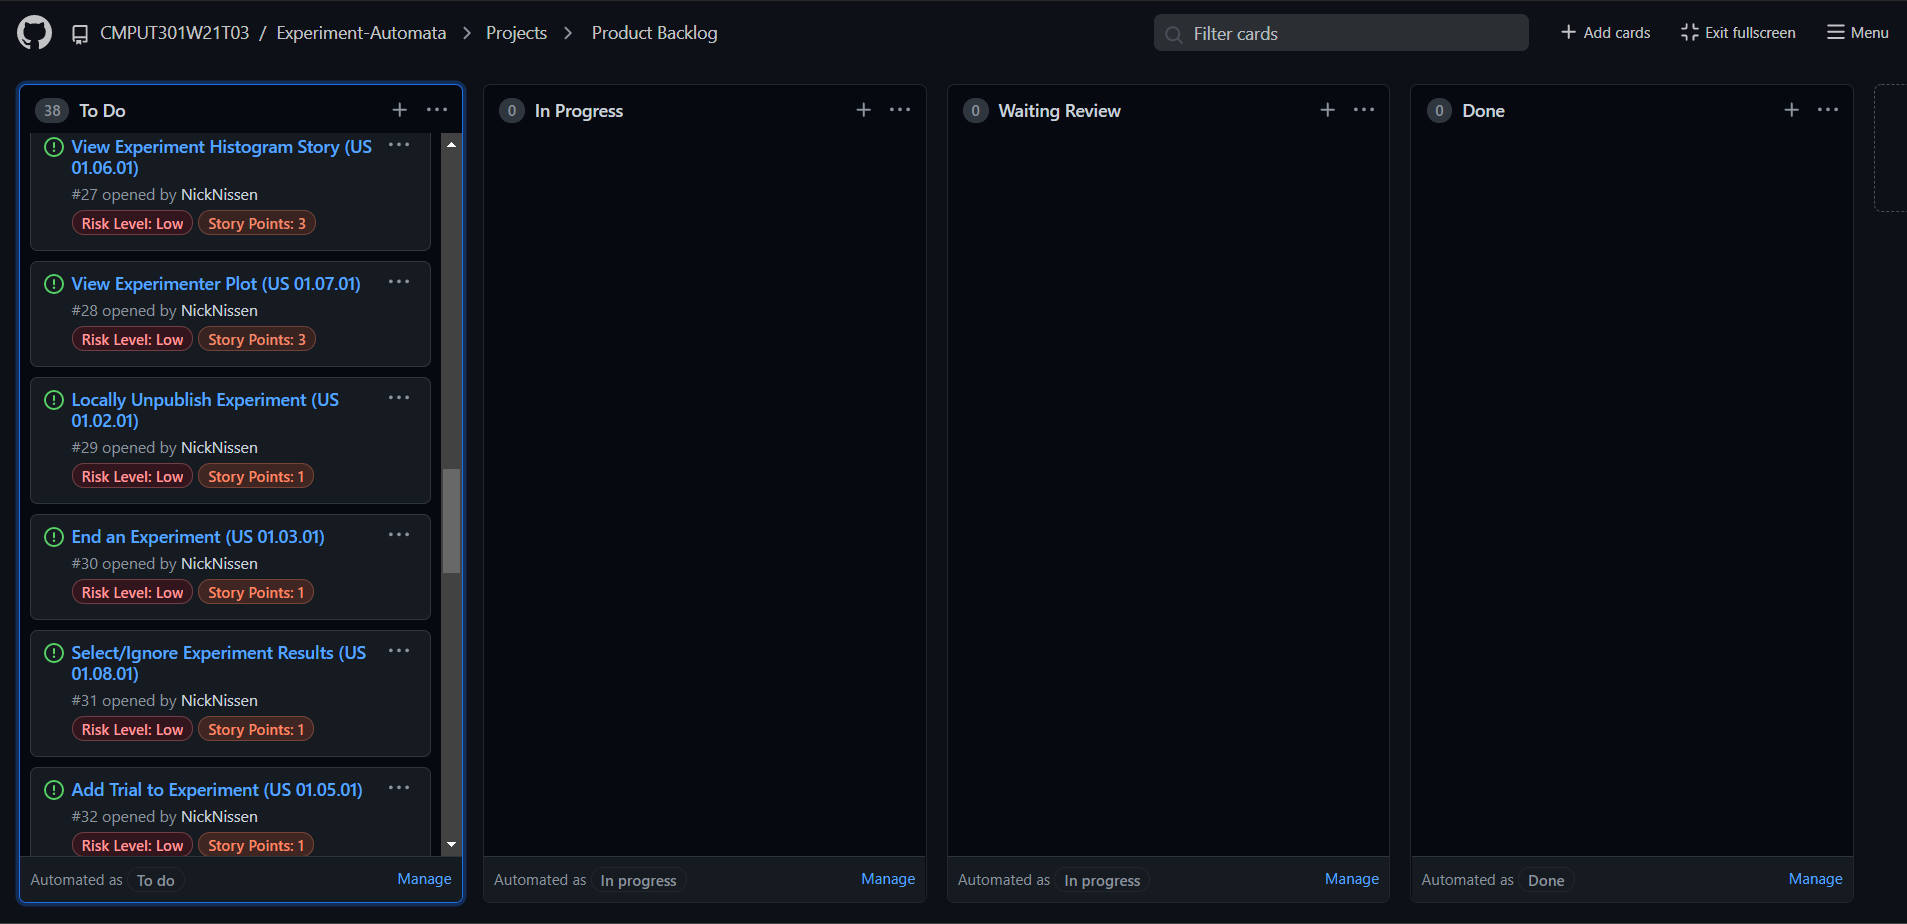 CMPUT301W21T03 / Experiment-Automata > Projects > Product Backlog
Filter cards
Add cards
Exit fullscreen
Menu
38 To Do
View Experiment Histogram Story (US
01.06.01)
#27 opened by NickNissen
Risk Level: Low Story Points: 3
View Experimenter Plot (US 01.07.01)
#28 opened by NickNissen
Risk Level: Low Story Points: 3
Locally Unpublish Experiment (US
01.02.01)
#29 opened by NickNissen
Risk Level: Low Story Points: 1
End an Experiment (US 01.03.01)
#30 opened by NickNissen
Risk Level: Low Story Points: 1
Select/Ignore Experiment Results (US
01.08.01)
#31 opened by NickNissen
Risk Level: Low Story Points: 1
Add Trial to Experiment (US 01.05.01)
#32 opened by NickNissen
Risk Level: Low Story Points: 1
Automated as To do Manage
0 In Progress
Automated as In progress Manage
0 Waiting Review
Automated as In progress Manage
0 Done
Automated as Done Manage